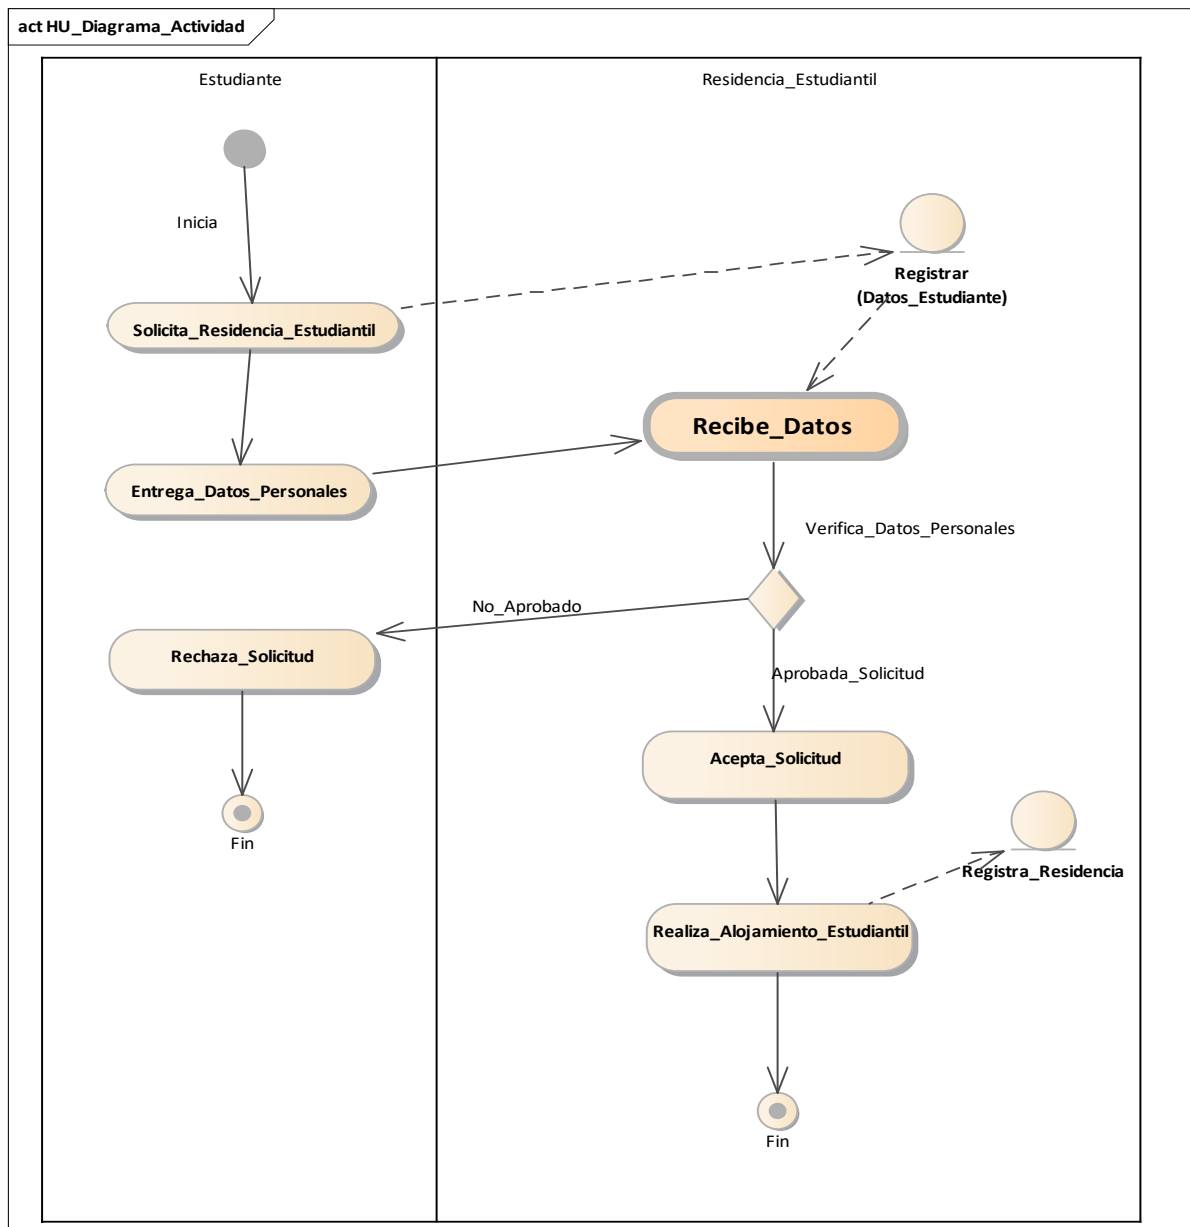 act HU_Diagrama_Actividad
Estudiante
Residencia_Estudiantil
Inicia
Registrar
(Datos_Estudiante)
Solicita_Residencia_Estudiantil
Recibe_Datos
Entrega_Datos_Personales
Verifica_Datos_Personales
No_Aprobado
Rechaza_Solicitud
Aprobada_Solicitud
Acepta_Solicitud
Fin
Registra_Residencia
Realiza_Alojamiento_Estudiantil
Fin